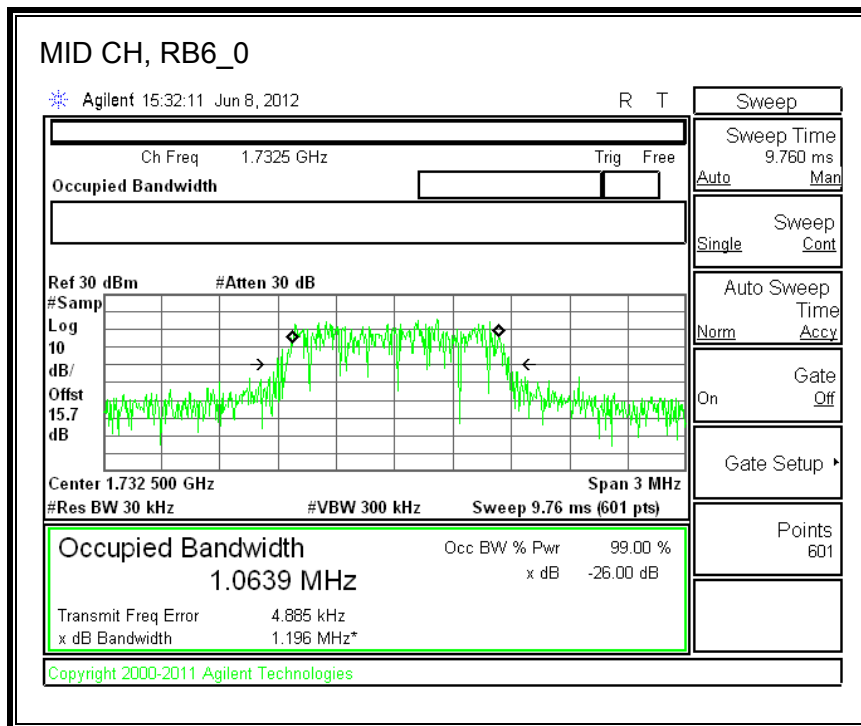 MID CH, RB6_0
Agilent 15:32:11 Jun 8, 2012 R T
Ch Freq 1.7325 GHz Trig Free
Occupied Bandwidth
Ref 30 dBm #Atten 30 dB
#Samp
Log
10
dB/
Offst
15.7
dB
Center 1.732 500 GHz Span 3 MHz
#Res BW 30 kHz #VBW 300 kHz Sweep 9.76 ms (601 pts)
Occupied Bandwidth Occ BW % Pwr 99.00 %
1.0639 MHz x dB -26.00 dB
Transmit Freq Error 4.885 kHz
x dB Bandwidth 1.196 MHz*
Copyright 2000-2011 Agilent Technologies
Sweep
Sweep Time
9.760 ms
Auto Man
Sweep
Single Cont
Auto Sweep
Time
Norm Accy
Gate
On Off
Gate Setup
Points
601